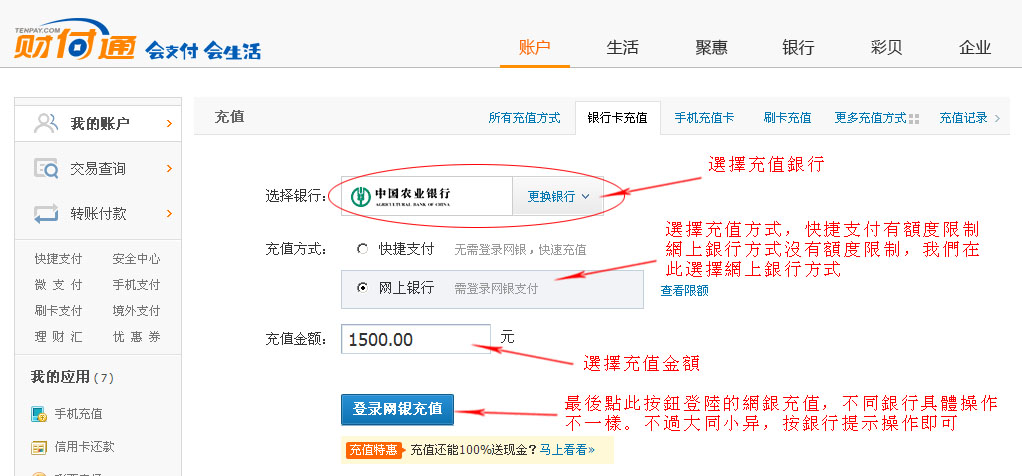 TENPAY.COM
财付通 会支付 会生活
账户 生活 聚惠 银行 彩贝 企业
我的账户
交易查询
转账付款
快捷支付 安全中心
微 支 付 手机支付
刷卡支付 境外支付
理 财 汇 优 惠 券
我的应用 (7)
手机充值
信用卡还款
充值 所有充值方式 银行卡充值 手机充值卡 刷卡充值 更多充值方式 充值记录
選擇充值銀行
选择银行: 中国农业银行 更换银行
AGRICULTURAL BANK OF CHINA
選擇充值方式，快捷支付有額度限制
網上銀行方式沒有額度限制，我們在
此選擇網上銀行方式
充值方式: 快捷支付 无需登录网银，快速充值
网上银行 需登录网银支付 查看限额
充值金额: 1500.00 元
選擇充值金額
登录网银充值
最後點此按鈕登陸的網銀充值，不同銀行具體操作
不一樣。不過大同小异，按銀行提示操作即可
充值特惠 充值还能100%送现金？马上看看»